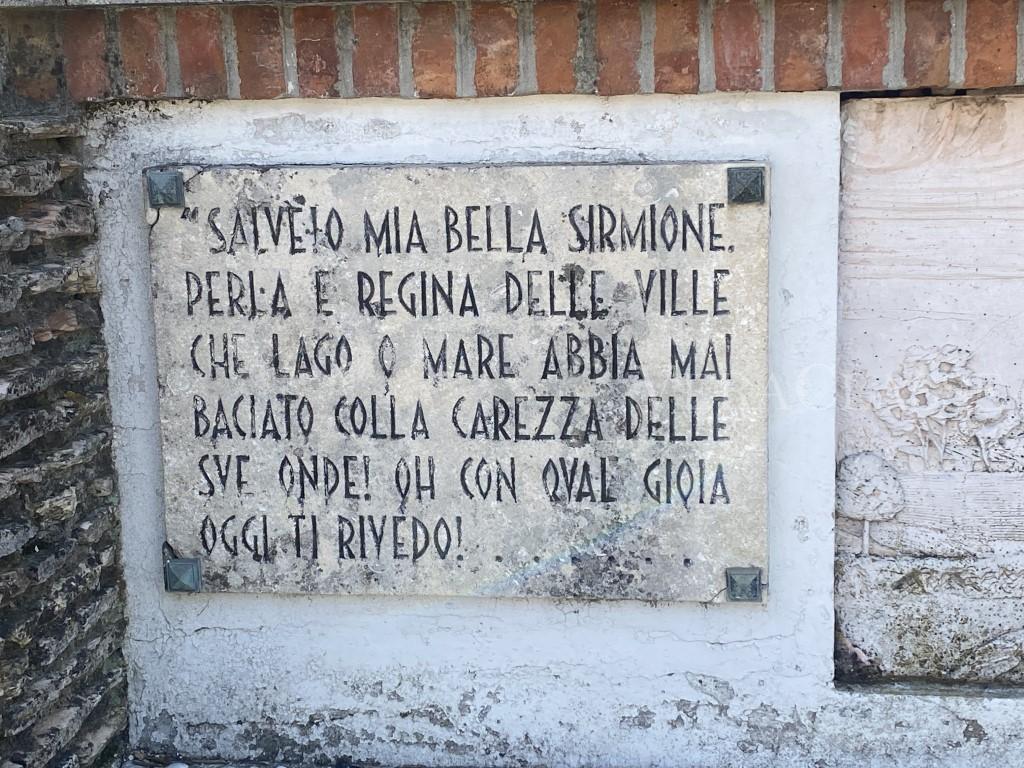 "SALVE·O MIA BELLA SIRMIONE.
PERLA E REGINA DELLE VILLE
CHE LAGO O MARE ABBIA MAI
BACIATO COLLA CAREZZA DELLE
SVE ONDE! OH CON QVAL GIOIA
OGGI TI RIVEDO! . . . . . .